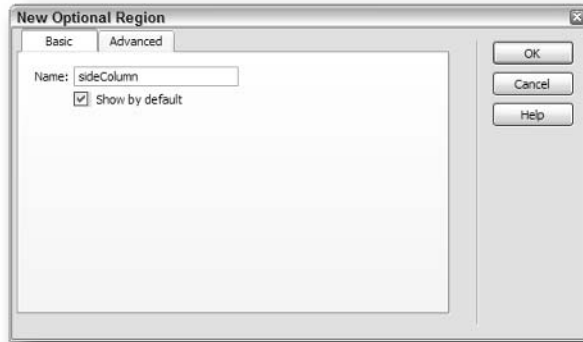 New Optional Region
Basic
Advanced
Name: sideColumn
Show by default
OK
Cancel
Help